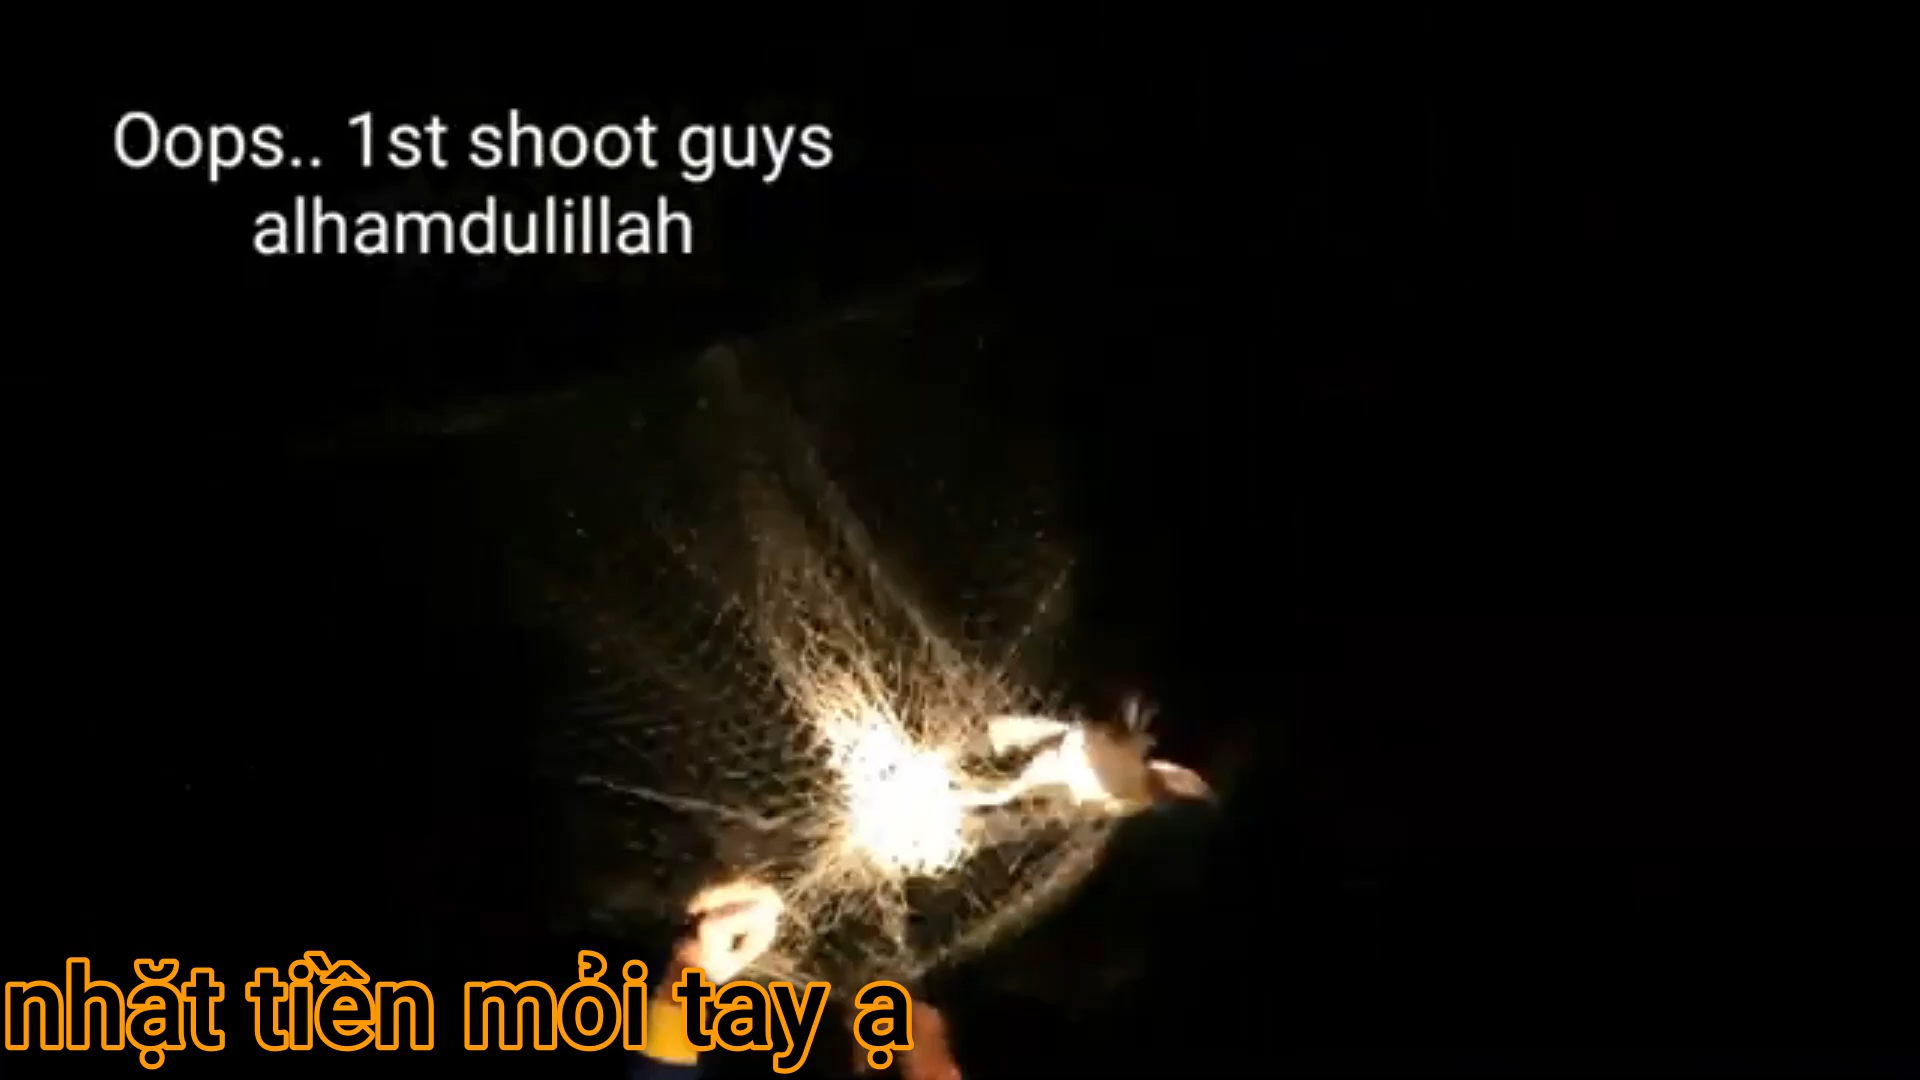 Oops.. 1st shoot guys
alhamdulillah
nhặt tiền mỏi tay ạ